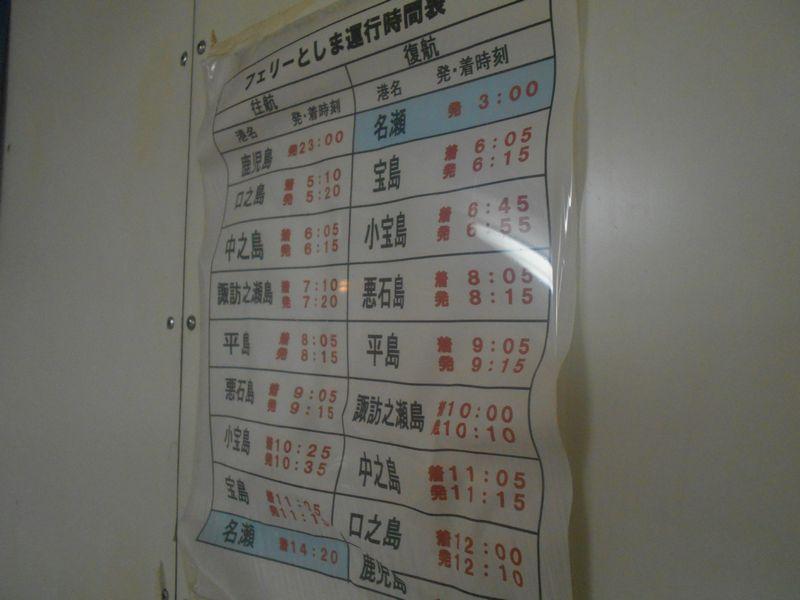 フェリーとしま運行時間表
往航
港名 発・着時刻
鹿児島 発23:00
口之島 着 5:10
発 5:20
中之島 着 6:05
発 6:15
諏訪之瀬島 着 7:10
発 7:20
平島 着 8:05
発 8:15
悪石島 着 9:05
発 9:15
小宝島 着10:25
発10:35
宝島 着11:05
発11:15
名瀬 着14:20
復航
港名 発・着時刻
名瀬 発 3:00
宝島 着 6:05
発 6:15
小宝島 着 6:45
発 6:55
悪石島 着 8:05
発 8:15
平島 着 9:05
発 9:15
諏訪之瀬島 10:00
10:10
中之島 着11:05
発11:15
口之島 着12:00
発12:10
鹿児島